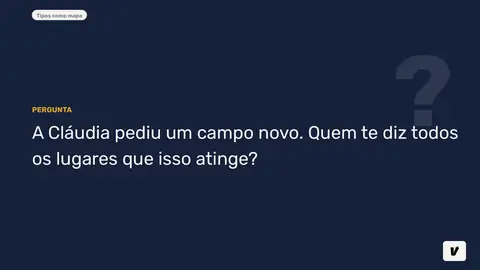 Tipos como mapa
PERGUNTA
A Cláudia pediu um campo novo. Quem te diz todos
os lugares que isso atinge?
?
V